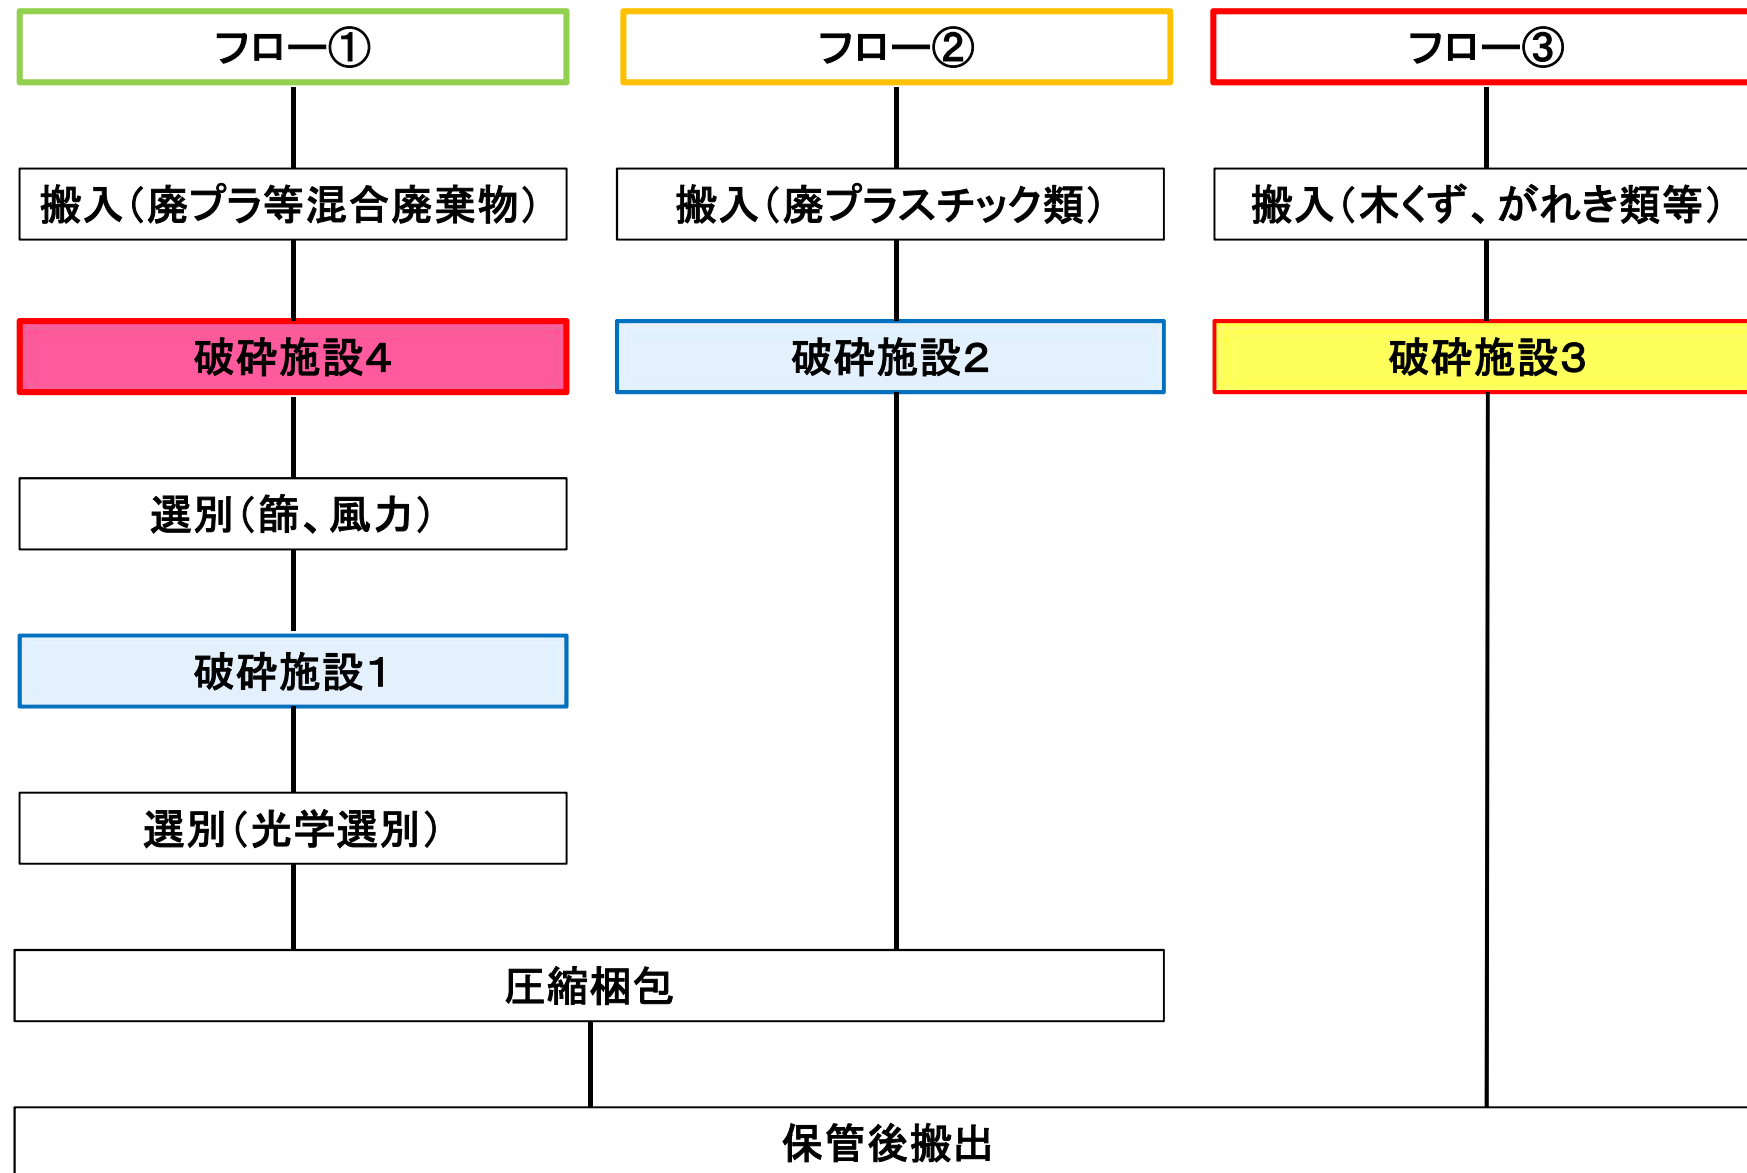 フロー①
フロー②
フロー③
搬入（廃プラ等混合廃棄物）
搬入（廃プラスチック類）
搬入（木くず、がれき類等）
破砕施設4
破砕施設2
破砕施設3
選別（篩、風力）
破砕施設1
選別（光学選別）
圧縮梱包
保管後搬出